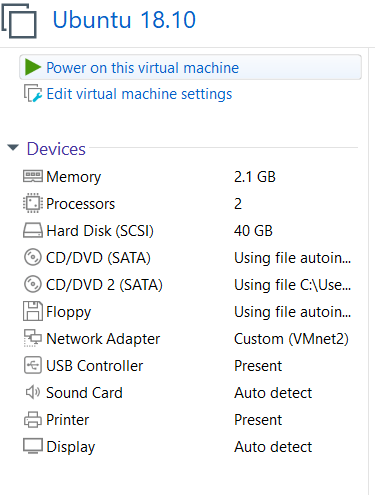 Ubuntu 18.10
Power on this virtual machine
Edit virtual machine settings
Devices
Memory 2.1 GB
Processors 2
Hard Disk (SCSI) 40 GB
CD/DVD (SATA) Using file autoin...
CD/DVD 2 (SATA) Using file C:\Use...
Floppy Using file autoin...
Network Adapter Custom (VMnet2)
USB Controller Present
Sound Card Auto detect
Printer Present
Display Auto detect